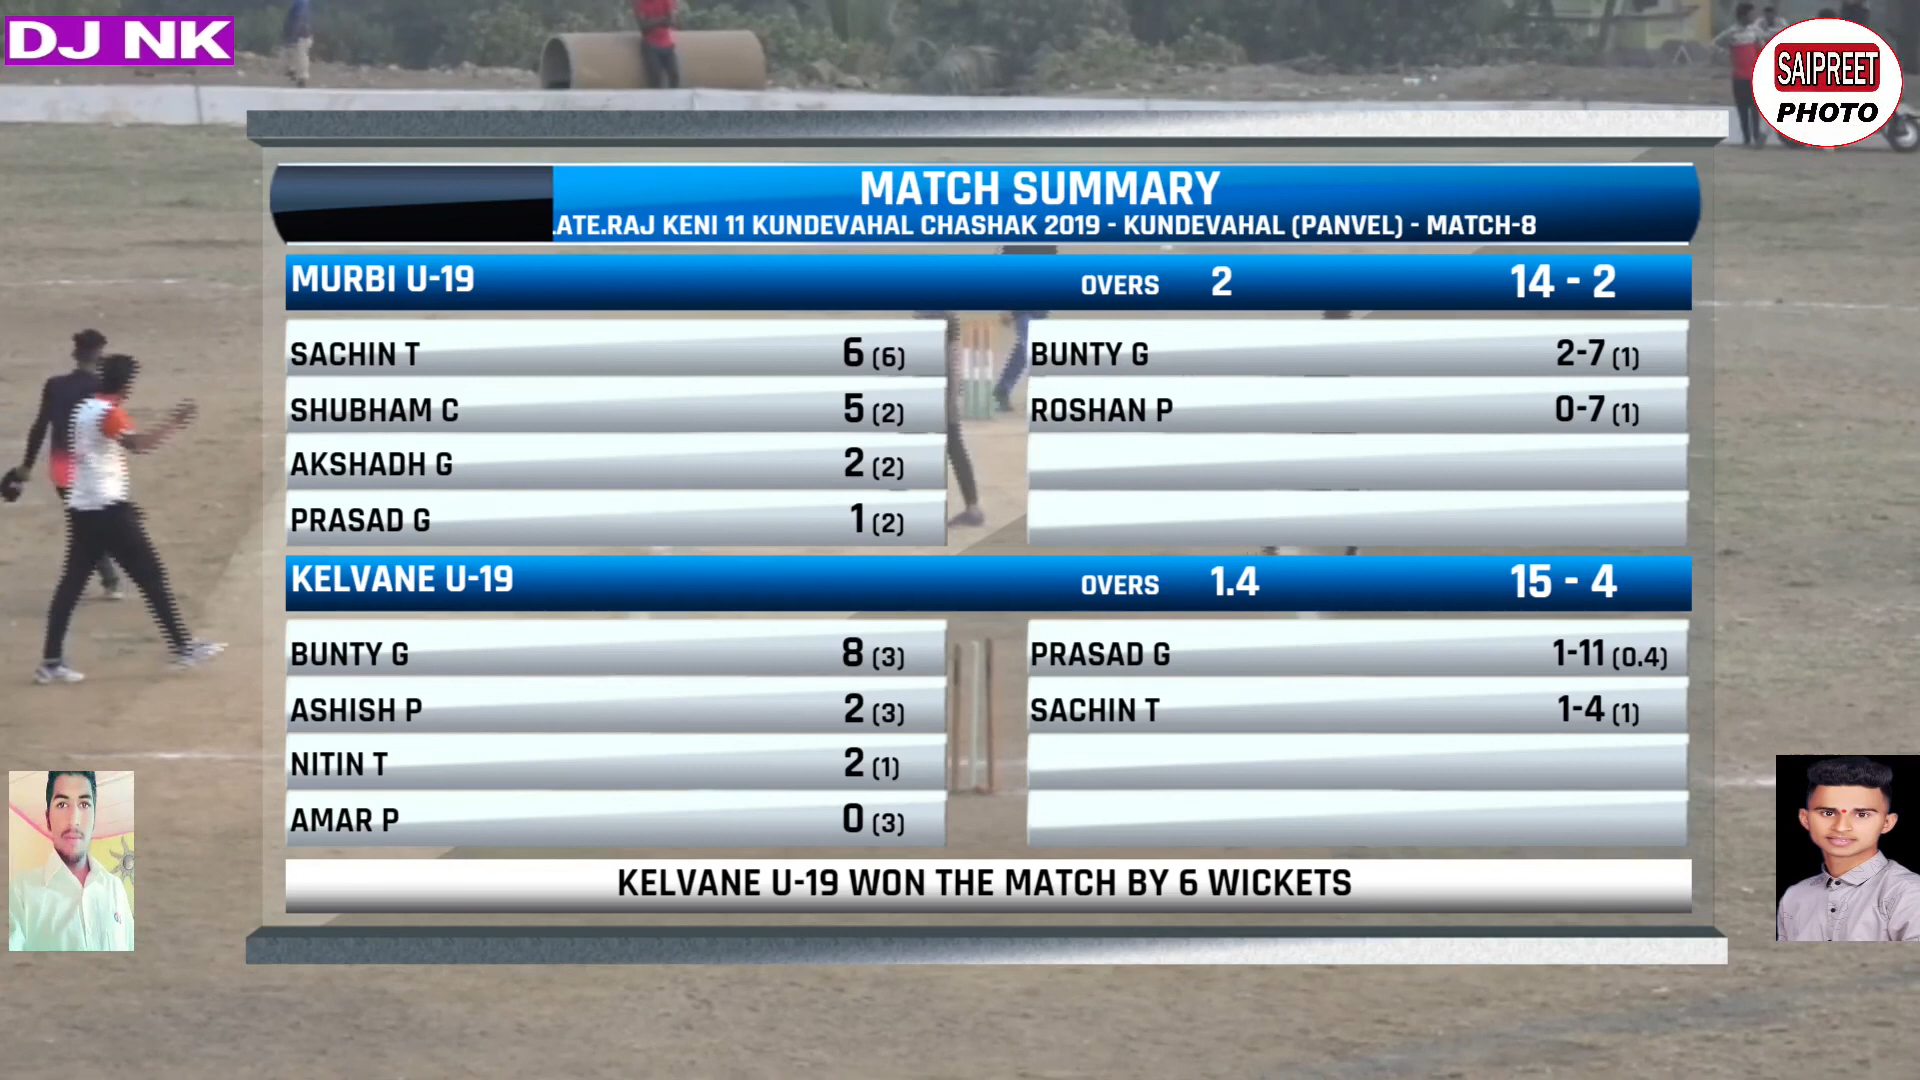 DJ NK
SAIPREET
PHOTO
MATCH SUMMARY
.ATE.RAJ KENI 11 KUNDEVAHAL CHASHAK 2019 - KUNDEVAHAL (PANVEL) - MATCH-8
MURBI U-19 OVERS 2 14 - 2
SACHIN T 6 (6) BUNTY G 2-7 (1)
SHUBHAM C 5 (2) ROSHAN P 0-7 (1)
AKSHADH G 2 (2)
PRASAD G 1 (2)
KELVANE U-19 OVERS 1.4 15 - 4
BUNTY G 8 (3) PRASAD G 1-11 (0.4)
ASHISH P 2 (3) SACHIN T 1-4 (1)
NITIN T 2 (1)
AMAR P 0 (3)
KELVANE U-19 WON THE MATCH BY 6 WICKETS